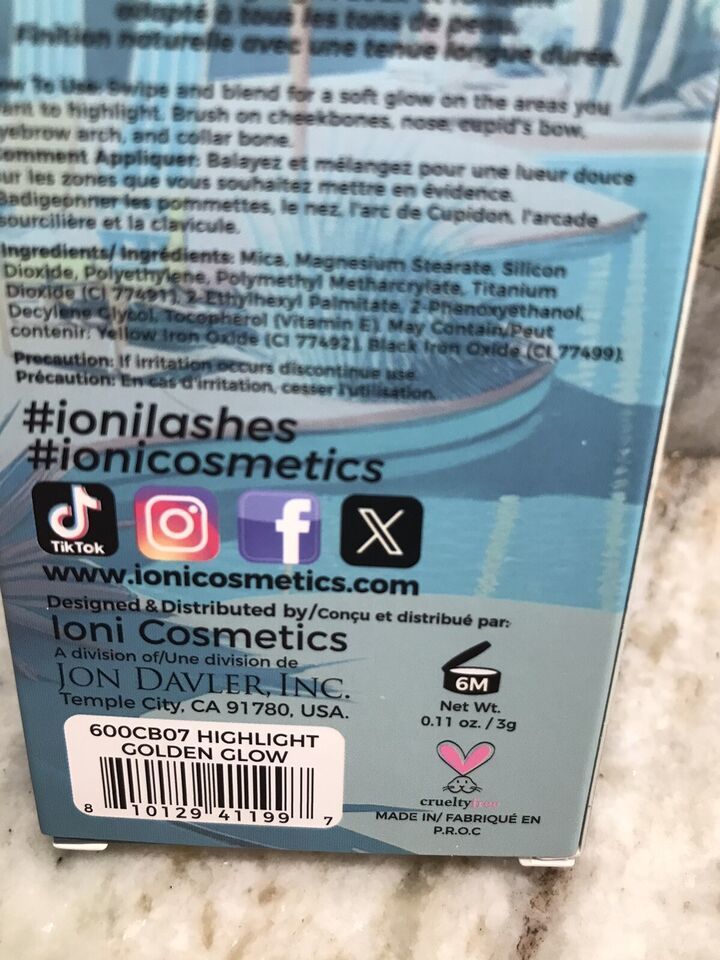 adapté à tous les tons de peau.
Finition naturelle avec une tenue longue durée.
To Use: Swipe and blend for a soft glow on the areas you
to highlight. Brush on cheekbones, nose, cupid's bow,
yebrow arch, and collar bone.
omment Appliquer: Balayez et mélangez pour une lueur douce
ur les zones que vous souhaitez mettre en évidence.
Badigeonner les pommettes, le nez, l'arc de Cupidon, l'arcade
sourcilière et la clavicule.
Ingredients/ Ingrédients: Mica, Magnesium Stearate, Silicon
Dioxide, Polyethylene, Polymethyl Metharcrylate, Titanium
Dioxide (CI 77491), 2-Ethylhexyl Palmitate, 2-Phenoxyethanol,
Decylene Glycol, Tocopherol (Vitamin E). May Contain/Peut
contenir: Yellow Iron Oxide (CI 77492), Black Iron Oxide (CI 77499).
Precaution: If irritation occurs discontinue use.
Précaution: En cas d'irritation, cesser l'utilisation.
#ionilashes
#ionicosmetics
TikTok
www.ionicosmetics.com
Designed & Distributed by/Conçu et distribué par:
Ioni Cosmetics
A division of/Une division de
JON DAVLER, INC.
Temple City, CA 91780, USA.
6M
Net Wt.
0.11 oz. / 3g
600CB07 HIGHLIGHT
GOLDEN GLOW
8 10129 41199 7
crueltyfree
MADE IN/ FABRIQUÉ EN
P.R.O.C